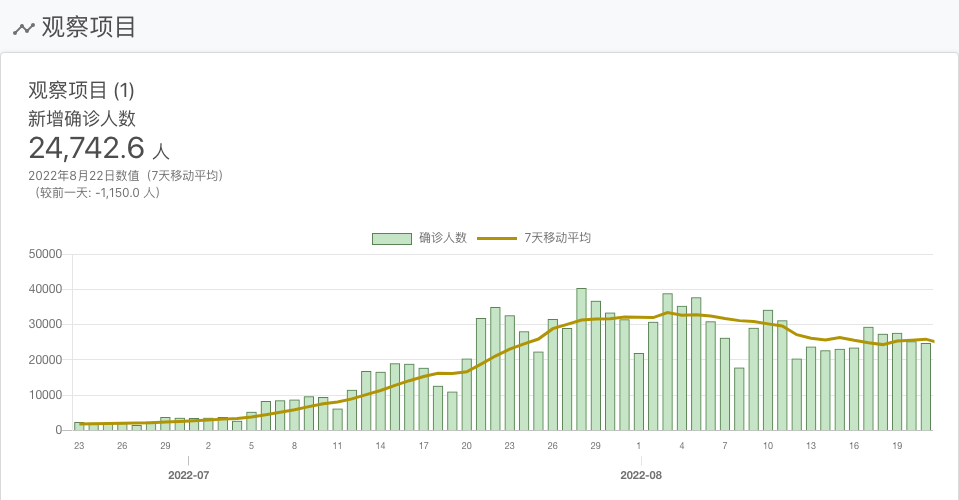 观察项目
观察项目 (1)
新增确诊人数
24,742.6 人
2022年8月22日数值（7天移动平均）
（较前一天: -1,150.0 人）
确诊人数 7天移动平均
50000
40000
30000
20000
10000
0
23 26 29 2 5 8 11 14 17 20 23 26 29 1 4 7 10 13 16 19
2022-07 2022-08